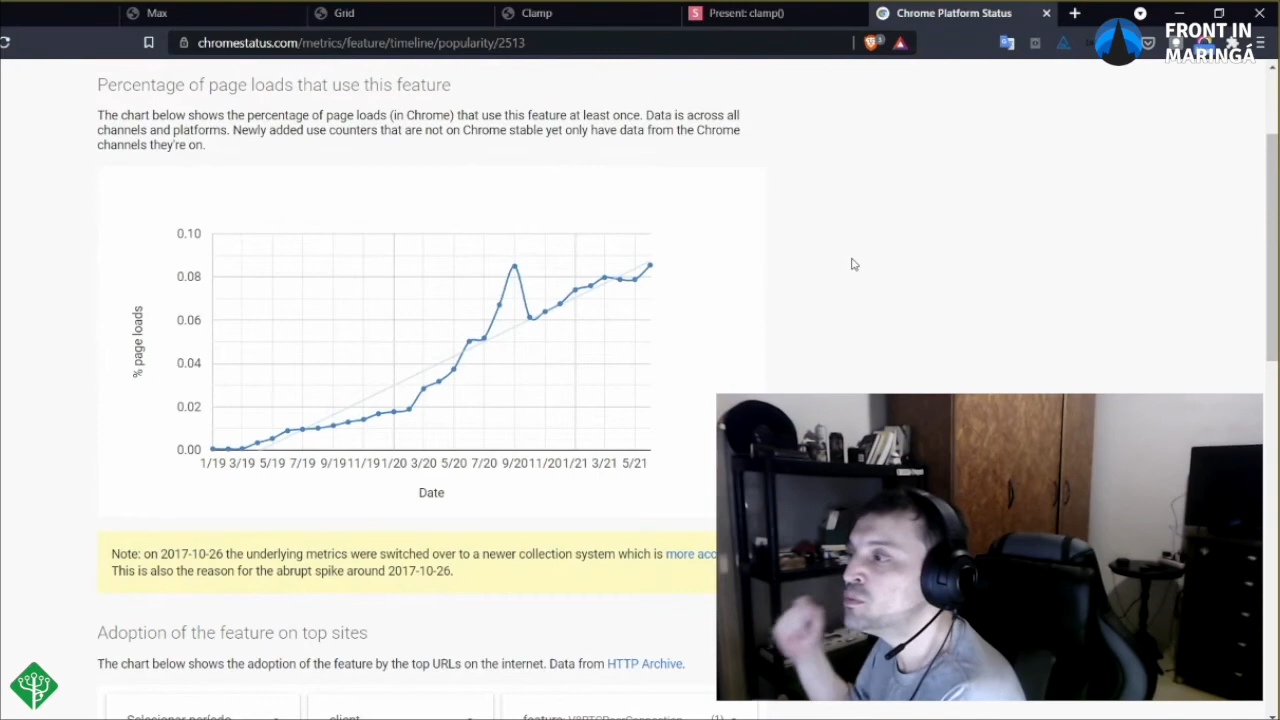 Max
Grid
Clamp
S
Present: clamp()
Chrome Platform Status
chromestatus.com/metrics/feature/timeline/popularity/2513
FRONT IN
MARINGÁ
Percentage of page loads that use this feature
The chart below shows the percentage of page loads (in Chrome) that use this feature at least once. Data is across all
channels and platforms. Newly added use counters that are not on Chrome stable yet only have data from the Chrome
channels they're on.
0.10
0.08
0.06
0.04
0.02
0.00
% page loads
1/19 3/19 5/19 7/19 9/19 11/19 1/20 3/20 5/20 7/20 9/20 11/20 1/21 3/21 5/21
Date
Note: on 2017-10-26 the underlying metrics were switched over to a newer collection system which is more acc
This is also the reason for the abrupt spike around 2017-10-26.
Adoption of the feature on top sites
The chart below shows the adoption of the feature by the top URLs on the internet. Data from HTTP Archive.
Selecionar período
client
feature:
(1)